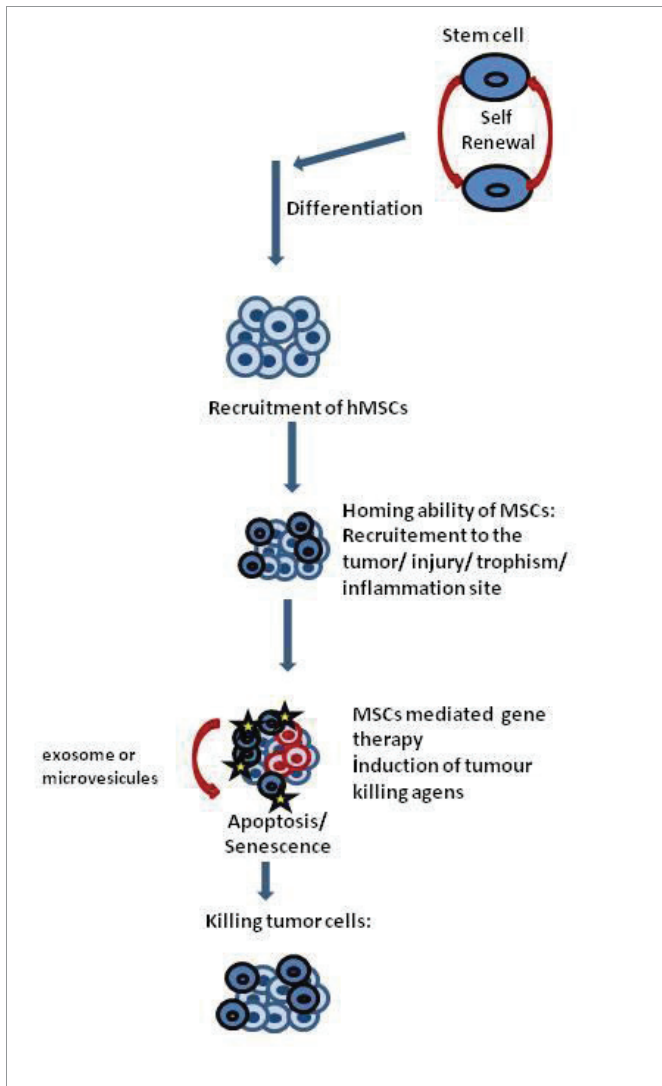 Stem cell
Self
Renewal
Differentiation
Recruitment of hMSCs
Homing ability of MSCs:
Recruitement to the
tumor/ injury/ trophism/
inflammation site
exosome or
microvesicules
MSCs mediated gene
therapy
İnduction of tumour
killing agens
Apoptosis/
Senescence
Killing tumor cells: